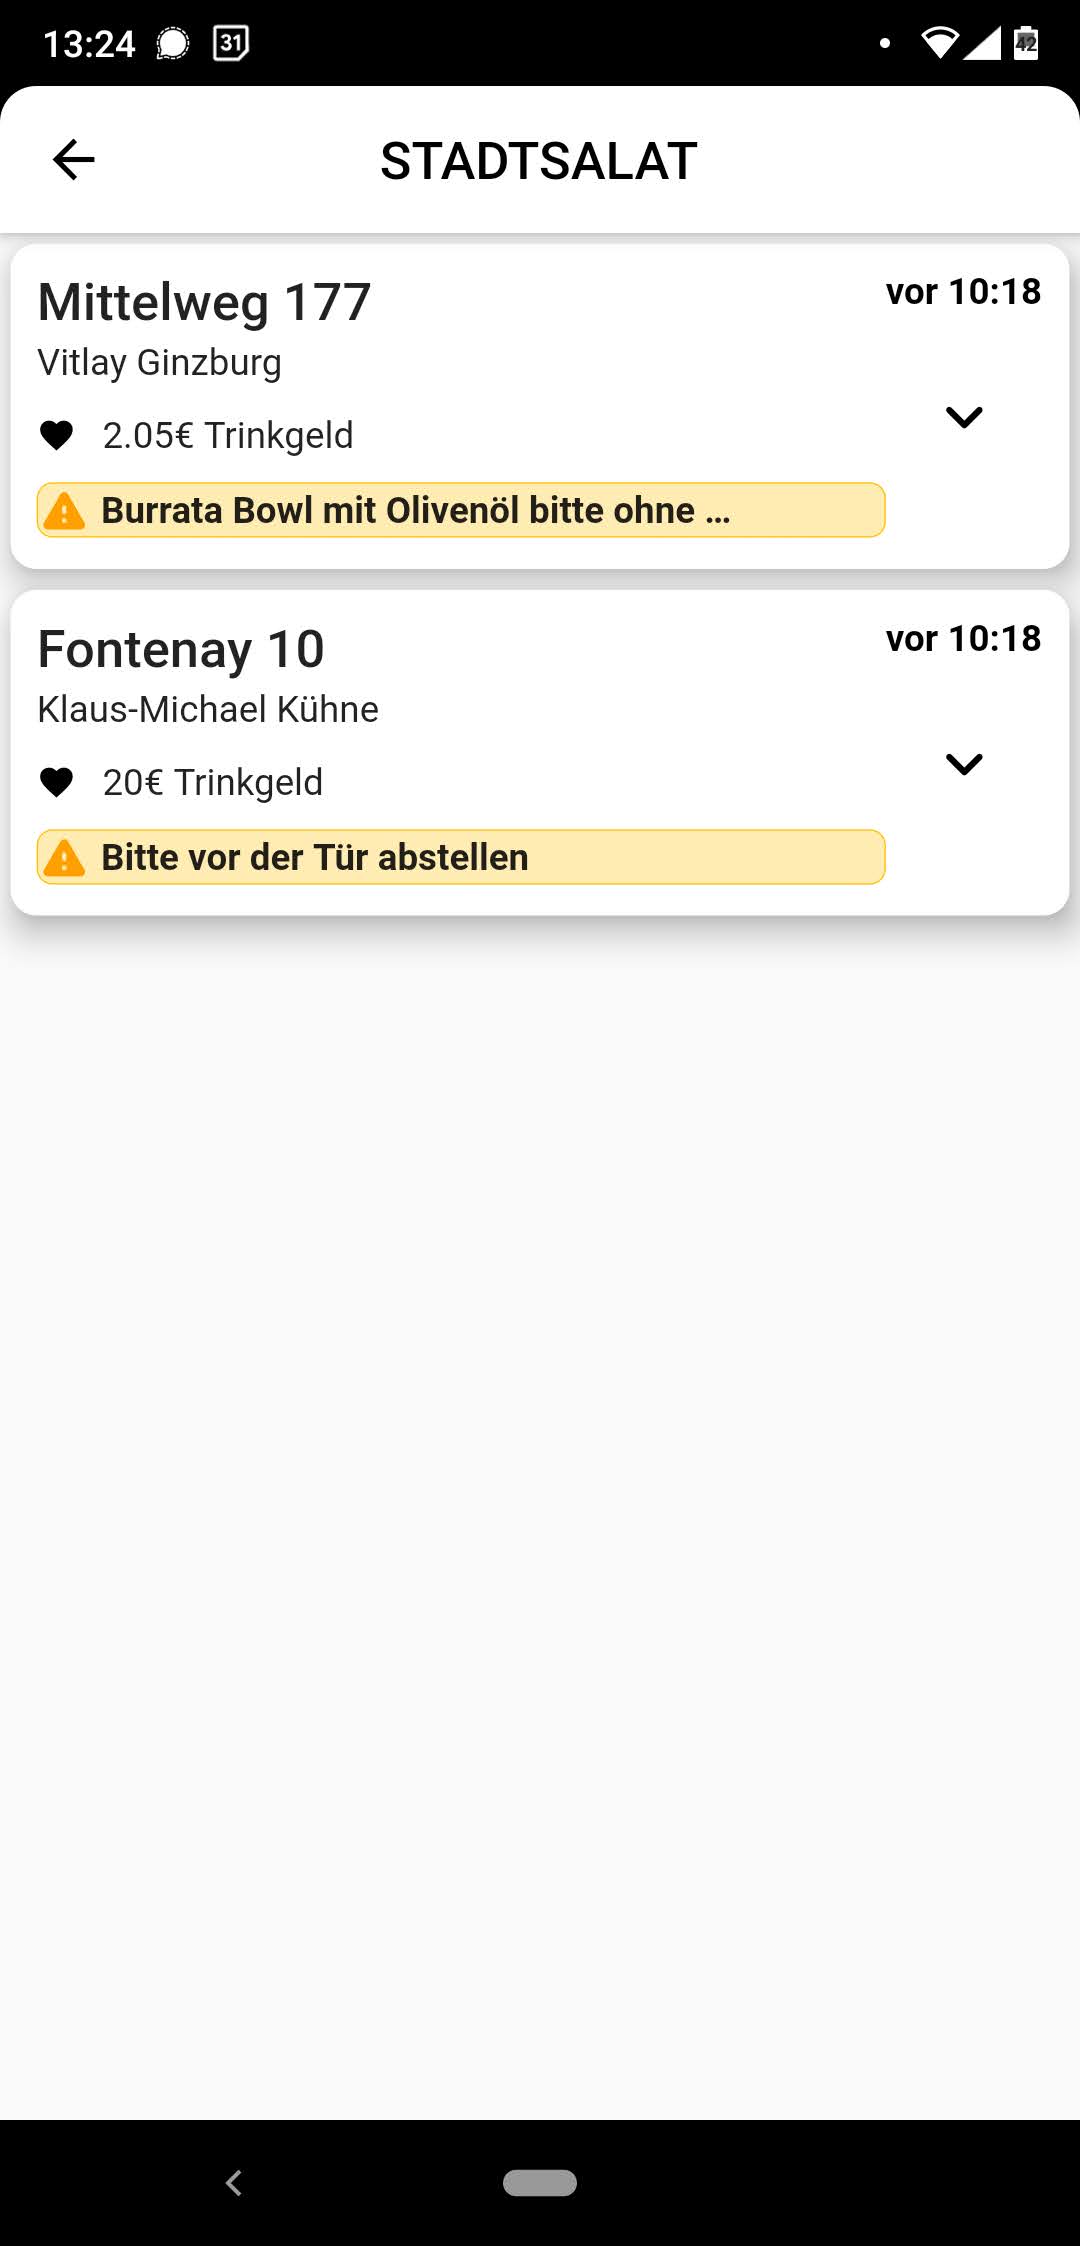 13:24
31
42
STADTSALAT
Mittelweg 177
vor 10:18
Vitlay Ginzburg
2.05€ Trinkgeld
Burrata Bowl mit Olivenöl bitte ohne ...
Fontenay 10
vor 10:18
Klaus-Michael Kühne
20€ Trinkgeld
Bitte vor der Tür abstellen